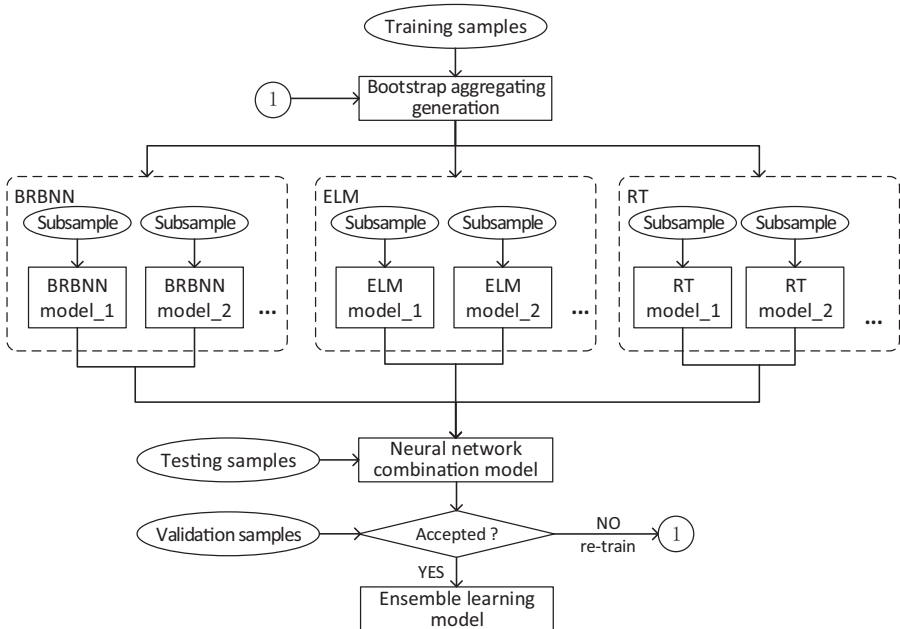 Training samples
1
Bootstrap aggregating
generation
BRBNN
Subsample
Subsample
BRBNN
model_1
BRBNN
model_2
...
ELM
Subsample
Subsample
ELM
model_1
ELM
model_2
...
RT
Subsample
Subsample
RT
model_1
RT
model_2
...
Testing samples
Neural network
combination model
Validation samples
Accepted ?
NO
re-train
1
YES
Ensemble learning
model